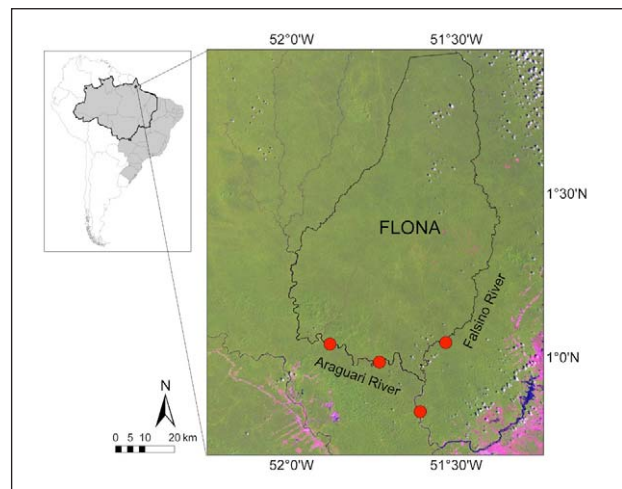 52°0'W 51°30'W
1°30'N
FLONA
Falsino River
1°0'N
Araguari River
N
0 5 10 20 km
52°0'W 51°30'W